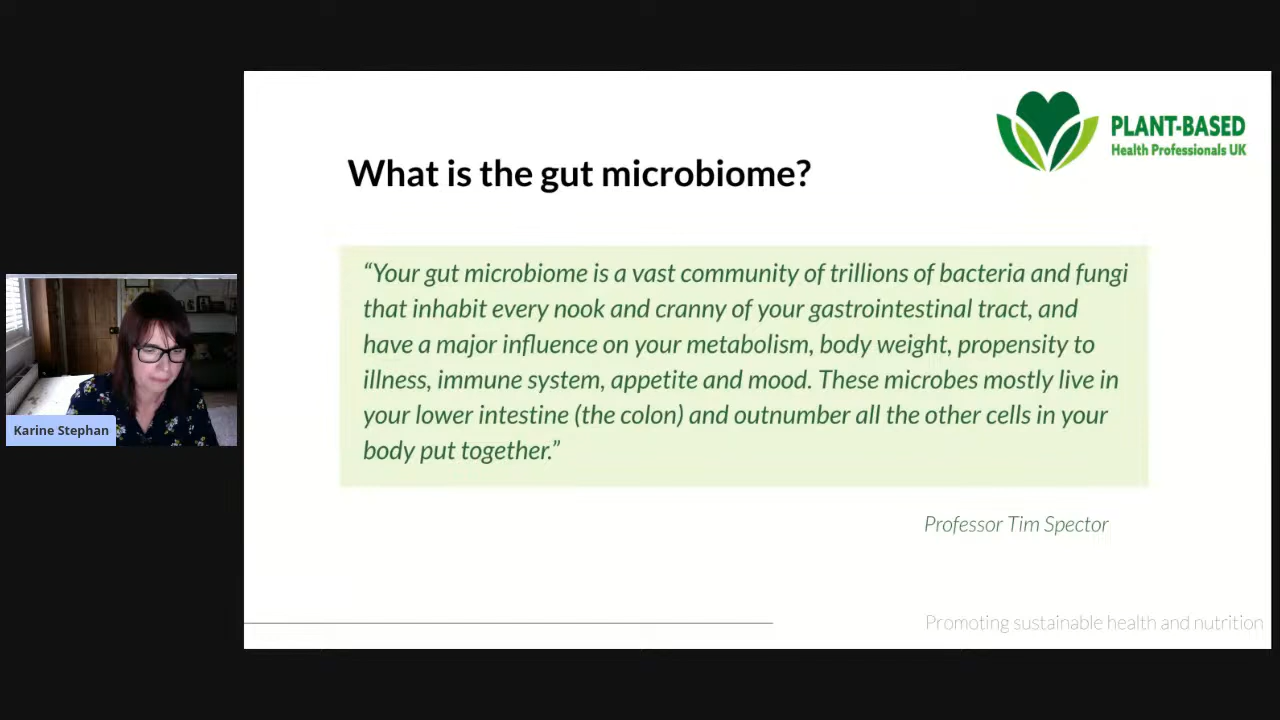 PLANT-BASED
Health Professionals UK
What is the gut microbiome?
“Your gut microbiome is a vast community of trillions of bacteria and fungi
that inhabit every nook and cranny of your gastrointestinal tract, and
have a major influence on your metabolism, body weight, propensity to
illness, immune system, appetite and mood. These microbes mostly live in
your lower intestine (the colon) and outnumber all the other cells in your
body put together.”
Karine Stephan
Professor Tim Spector
Promoting sustainable health and nutrition